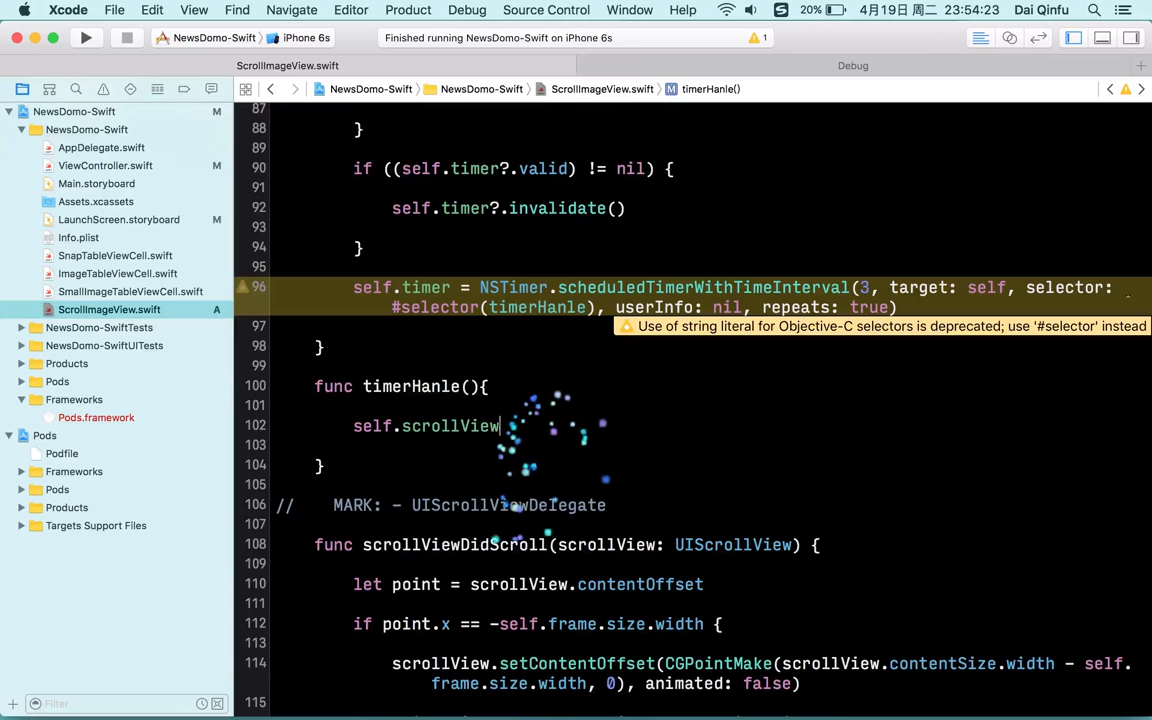 Xcode File Edit View Find Navigate Editor Product Debug Source Control Window Help 20% 4月19日 周二 23:54:23 Dai Qinfu
NewsDomo-Swift iPhone 6s Finished running NewsDomo-Swift on iPhone 6s 1
ScrollImageView.swift Debug
NewsDomo-Swift NewsDomo-Swift ScrollImageView.swift M timerHanle()
NewsDomo-Swift M
NewsDomo-Swift
AppDelegate.swift
ViewController.swift M
Main.storyboard
Assets.xcassets
LaunchScreen.storyboard M
Info.plist
SnapTableViewCell.swift
ImageTableViewCell.swift
SmallImageTableViewCell.swift
ScrollImageView.swift A
NewsDomo-SwiftTests
NewsDomo-SwiftUITests
Products
Pods
Frameworks
Pods.framework
Pods
Podfile
Frameworks
Pods
Products
Targets Support Files
Filter
87
88 }
89
90 if ((self.timer?.valid) != nil) {
91
92 self.timer?.invalidate()
93
94 }
95
96 self.timer = NSTimer.scheduledTimerWithTimeInterval(3, target: self, selector:
#selector(timerHanle), userInfo: nil, repeats: true)
Use of string literal for Objective-C selectors is deprecated; use '#selector' instead
97
98 }
99
100 func timerHanle(){
101
102 self.scrollView
103
104 }
105
106 // MARK: - UIScrollViewDelegate
107
108 func scrollViewDidScroll(scrollView: UIScrollView) {
109
110 let point = scrollView.contentOffset
111
112 if point.x == -self.frame.size.width {
113
114 scrollView.setContentOffset(CGPointMake(scrollView.contentSize.width - self.
frame.size.width, 0), animated: false)
115